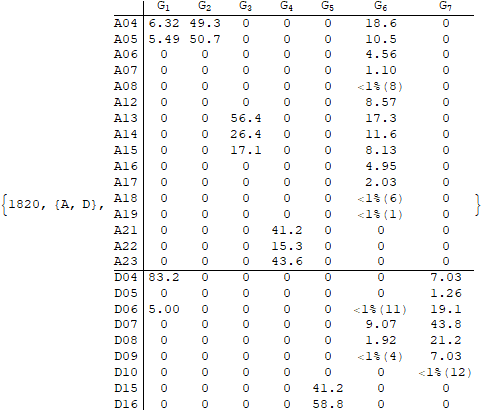 G₁ G₂ G₃ G₄ G₅ G₆ G₇
A04 6.32 49.3 0 0 0 18.6 0
A05 5.49 50.7 0 0 0 10.5 0
A06 0 0 0 0 0 4.56 0
A07 0 0 0 0 0 1.10 0
A08 0 0 0 0 0 <1%(8) 0
A12 0 0 0 0 0 8.57 0
A13 0 0 56.4 0 0 17.3 0
A14 0 0 26.4 0 0 11.6 0
A15 0 0 17.1 0 0 8.13 0
A16 0 0 0 0 0 4.95 0
A17 0 0 0 0 0 2.03 0
{1820, {A, D}, A18 0 0 0 0 0 <1%(6) 0 }
A19 0 0 0 0 0 <1%(1) 0
A21 0 0 0 41.2 0 0 0
A22 0 0 0 15.3 0 0 0
A23 0 0 0 43.6 0 0 0
D04 83.2 0 0 0 0 0 7.03
D05 0 0 0 0 0 0 1.26
D06 5.00 0 0 0 0 <1%(11) 19.1
D07 0 0 0 0 0 9.07 43.8
D08 0 0 0 0 0 1.92 21.2
D09 0 0 0 0 0 <1%(4) 7.03
D10 0 0 0 0 0 0 <1%(12)
D15 0 0 0 0 41.2 0 0
D16 0 0 0 0 58.8 0 0